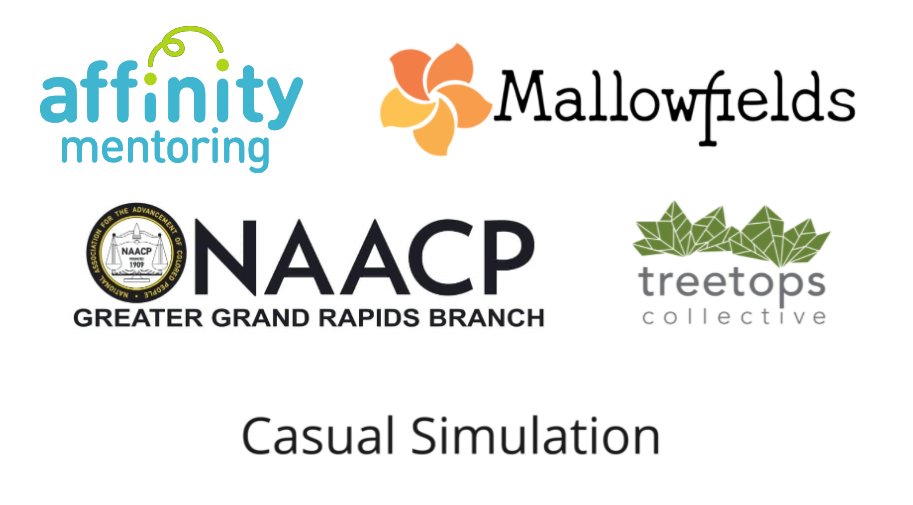 affinity
mentoring
Mallowfields
NATIONAL ASSOCIATION FOR THE ADVANCEMENT OF COLORED PEOPLE
NAACP
1909
NAACP
GREATER GRAND RAPIDS BRANCH
treetops
collective
Casual Simulation